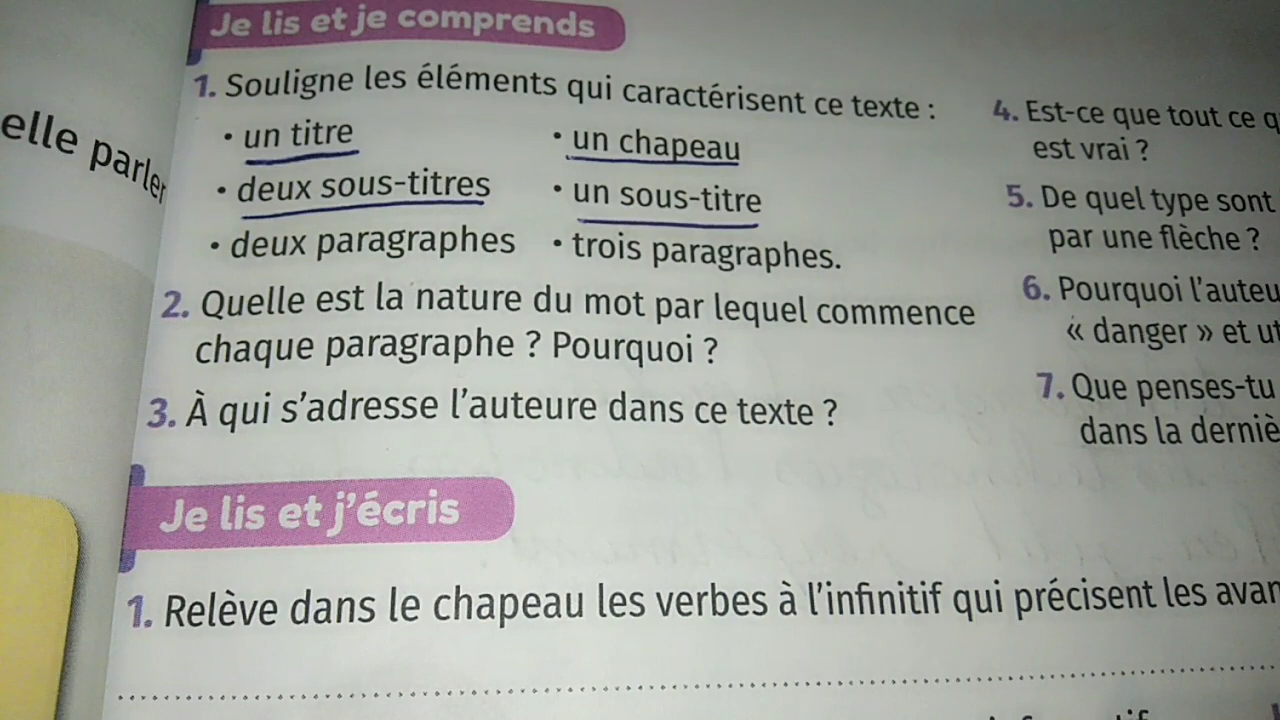 Je lis et je comprends
1. Souligne les éléments qui caractérisent ce texte :
• un titre
• un chapeau
• deux sous-titres
• un sous-titre
• deux paragraphes
• trois paragraphes.
2. Quelle est la nature du mot par lequel commence
chaque paragraphe ? Pourquoi ?
3. À qui s'adresse l'auteure dans ce texte ?
4. Est-ce que tout ce
est vrai ?
5. De quel type sont
par une flèche ?
6. Pourquoi
« danger » et
7. Que penses-tu
dans la
elle parler
Je lis et j'écris
1. Relève dans le chapeau les verbes à l'infinitif qui précisent les